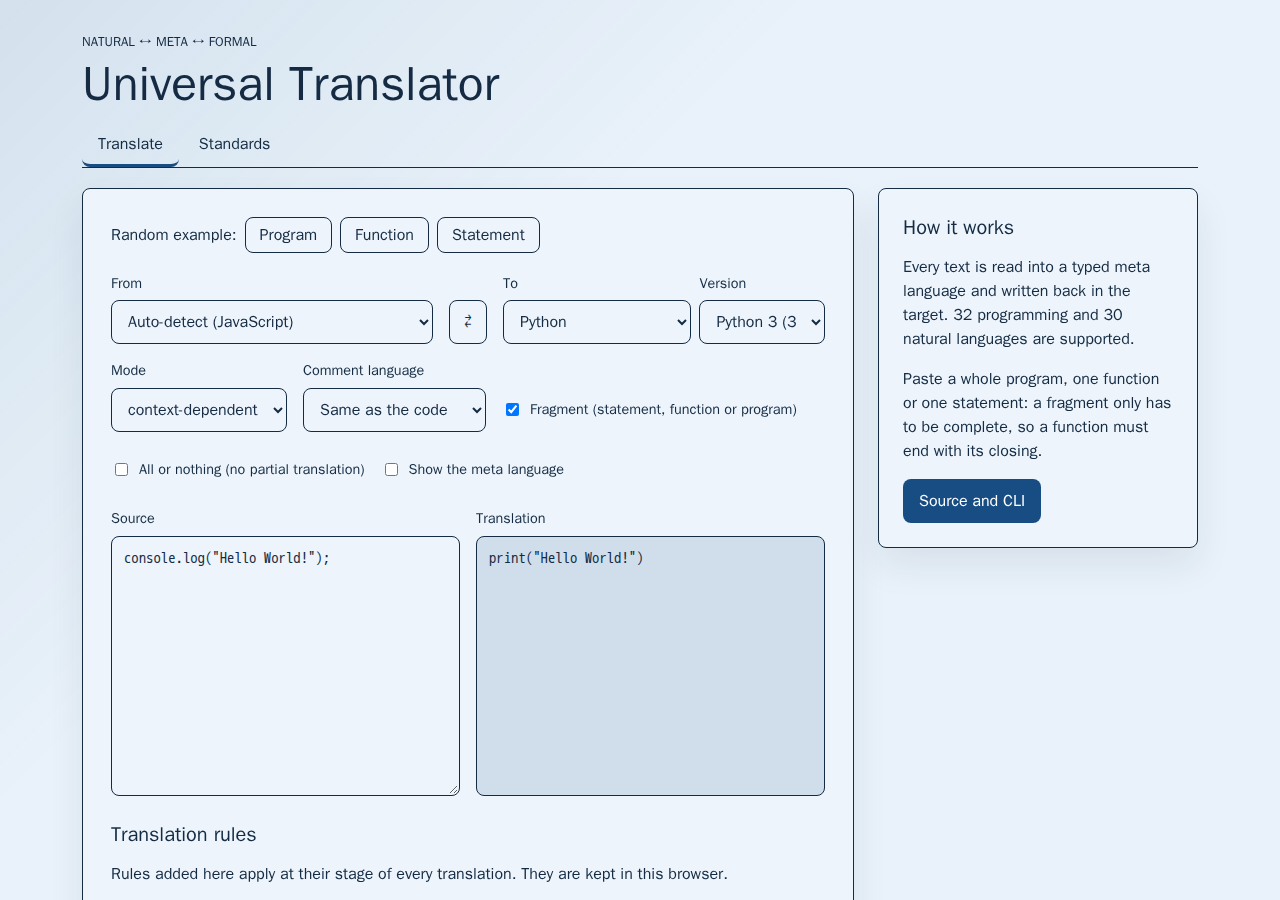 NATURAL ↔ META ↔ FORMAL
Universal Translator
Translate Standards
Random example: Program Function Statement
From To Version
Auto-detect (JavaScript) ⇄ Python Python 3 (3
Mode Comment language
context-dependent Same as the code Fragment (statement, function or program)
All or nothing (no partial translation) Show the meta language
Source Translation
console.log("Hello World!"); print("Hello World!")
Translation rules
Rules added here apply at their stage of every translation. They are kept in this browser.
How it works
Every text is read into a typed meta
language and written back in the
target. 32 programming and 30
natural languages are supported.
Paste a whole program, one function
or one statement: a fragment only has
to be complete, so a function must
end with its closing.
Source and CLI